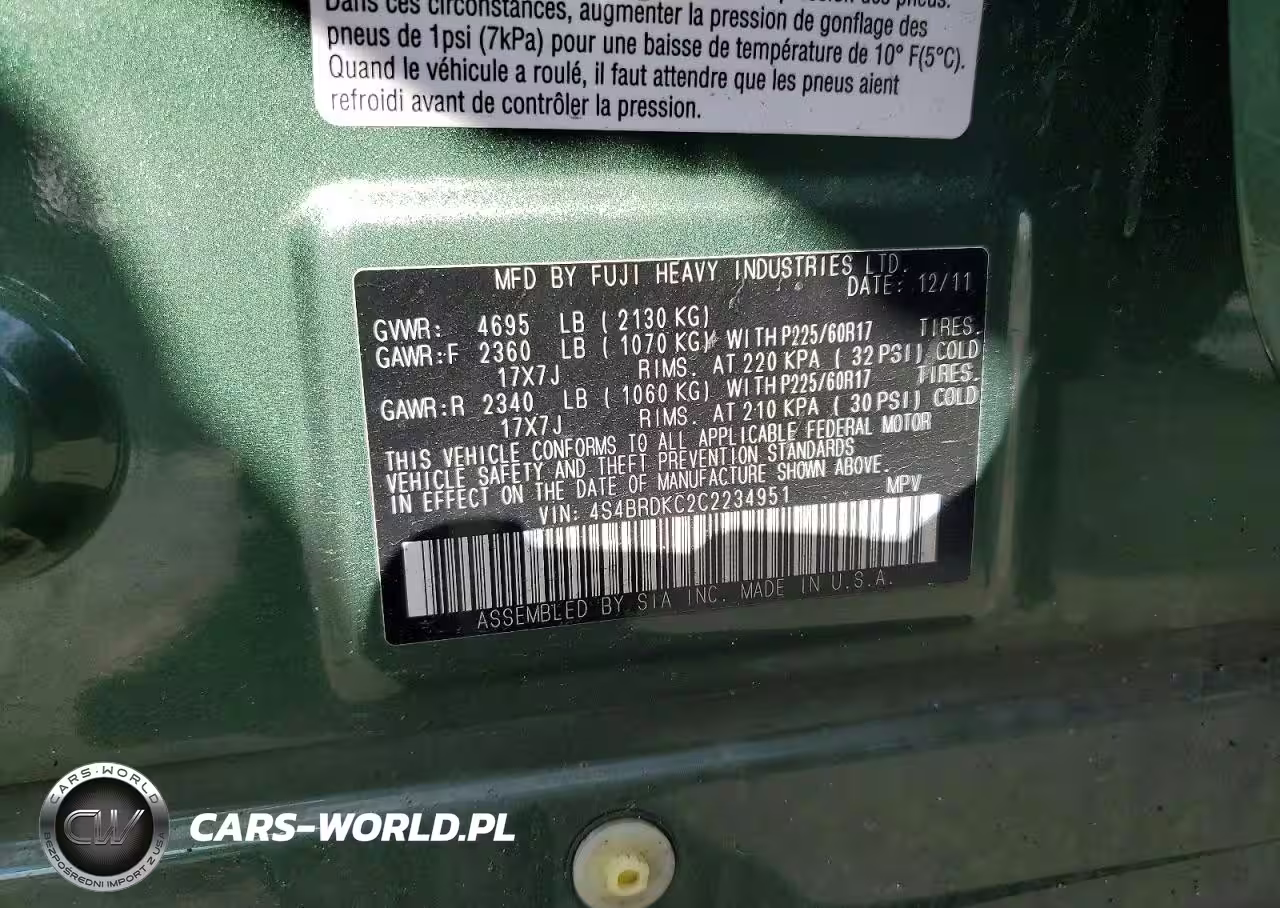 Dans ces circonstances, augmenter la pression de gonflage des
pneus de 1psi (7kPa) pour une baisse de température de 10° F(5°C).
Quand le véhicule a roulé, il faut attendre que les pneus aient
refroidi avant de contrôler la pression.
MFD BY FUJI HEAVY INDUSTRIES LTD.
DATE: 12/11
GVWR: 4695 LB ( 2130 KG)
GAWR:F 2360 LB ( 1070 KG) WITH P225/60R17 TIRES.
17X7J RIMS. AT 220 KPA ( 32 PSI) COLD
GAWR:R 2340 LB ( 1060 KG) WITH P225/60R17 TIRES.
17X7J RIMS. AT 210 KPA ( 30 PSI) COLD
THIS VEHICLE CONFORMS TO ALL APPLICABLE FEDERAL MOTOR
VEHICLE SAFETY AND THEFT PREVENTION STANDARDS
IN EFFECT ON THE DATE OF MANUFACTURE SHOWN ABOVE.
VIN: 4S4BRDKC2C2234951 MPV
ASSEMBLED BY SIA INC. MADE IN U.S.A.
CARS-WORLD
CW
BEZPOŚREDNI IMPORT Z USA
CARS-WORLD.PL